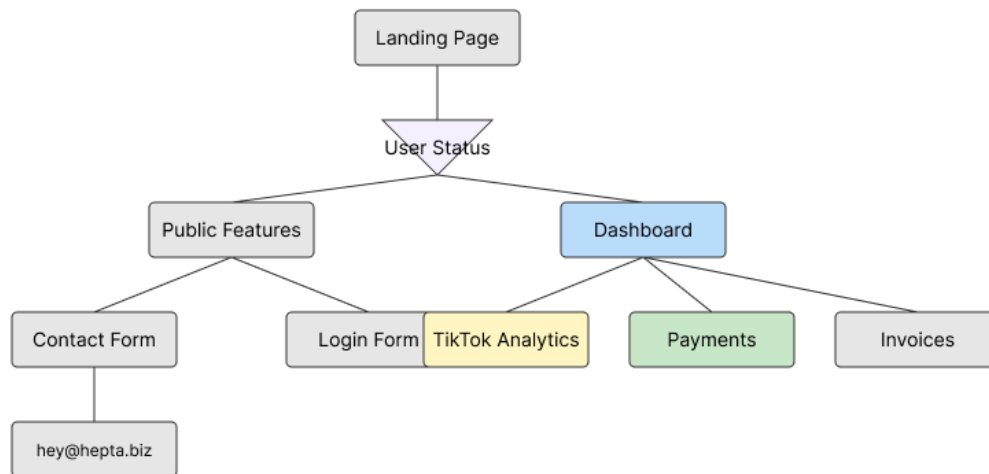 Landing Page
User Status
Public Features
Dashboard
Contact Form
Login Form
TikTok Analytics
Payments
Invoices
hey@hepta.biz